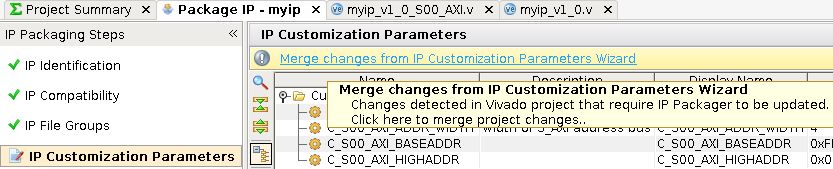 Σ Project Summary × Package IP - myip × myip_v1_0_S00_AXI.v × myip_v1_0.v ×
IP Packaging Steps «
IP Customization Parameters
Merge changes from IP Customization Parameters Wizard
IP Identification
IP Compatibility
IP File Groups
IP Customization Parameters
Name Description Display Name
Cu
Merge changes from IP Customization Parameters Wizard
Changes detected in Vivado project that require IP Packager to be updated.
Click here to merge project changes..
C_S00_AXI_ADDR_WIDTH Width of S_AXI address bus C_S00_AXI_ADDR_WIDTH 4
C_S00_AXI_BASEADDR C_S00_AXI_BASEADDR 0xF
C_S00_AXI_HIGHADDR C_S00_AXI_HIGHADDR 0x0